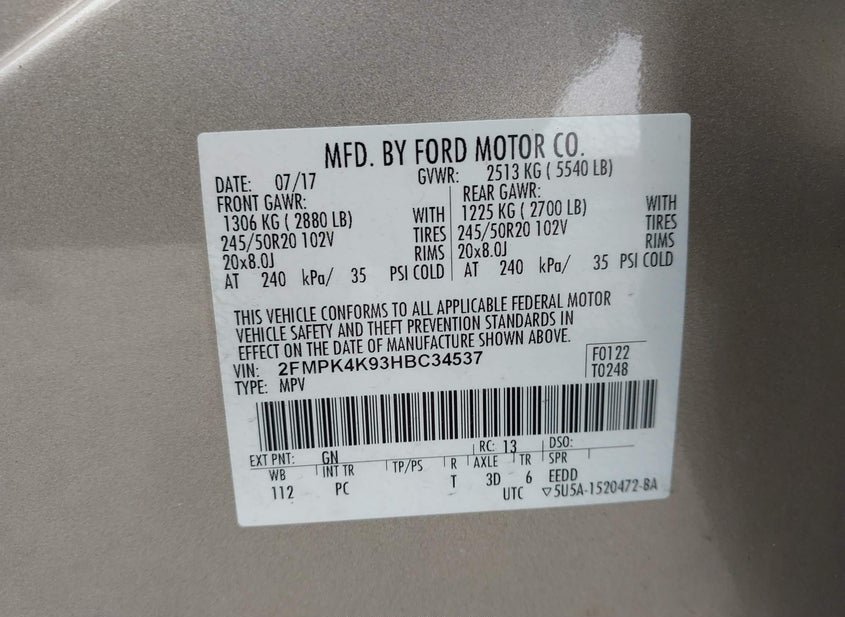 MFD. BY FORD MOTOR CO.
DATE: 07/17 GVWR: 2513 KG ( 5540 LB)
FRONT GAWR: REAR GAWR:
1306 KG ( 2880 LB) WITH 1225 KG ( 2700 LB) WITH
245/50R20 102V TIRES 245/50R20 102V TIRES
20x8.0J RIMS 20x8.0J RIMS
AT 240 kPa/ 35 PSI COLD AT 240 kPa/ 35 PSI COLD
THIS VEHICLE CONFORMS TO ALL APPLICABLE FEDERAL MOTOR
VEHICLE SAFETY AND THEFT PREVENTION STANDARDS IN
EFFECT ON THE DATE OF MANUFACTURE SHOWN ABOVE.
VIN: 2FMPK4K93HBC34537 F0122
TYPE: MPV T0248
EXT PNT: GN RC: 13 DSO:
WB INT TR TP/PS R AXLE TR SPR
112 PC T 3D 6 EEDD
UTC ▽5U5A-1520472-BA